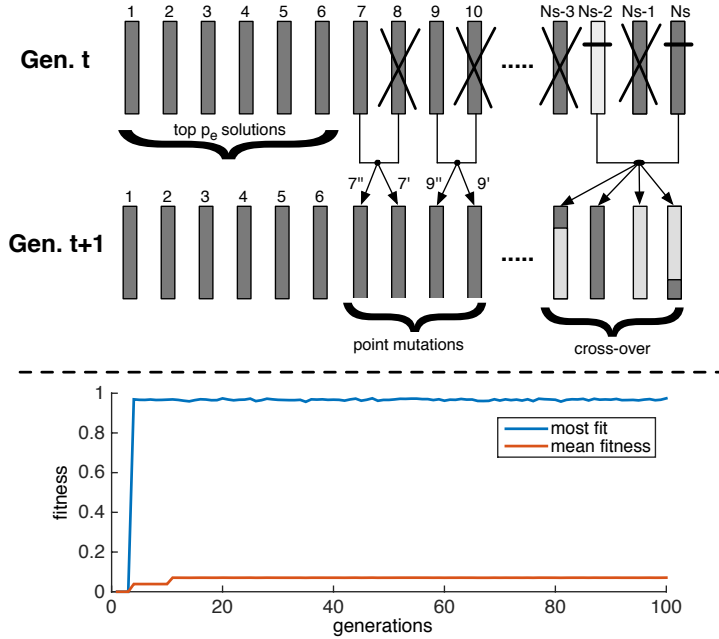 1 2 3 4 5 6 7 8 9 10 Ns-3 Ns-2 Ns-1 Ns
Gen. t
.....
top pe solutions
7'' 7' 9'' 9'
1 2 3 4 5 6
Gen. t+1
.....
point mutations
cross-over
1
0.8
0.6
0.4
0.2
0
fitness
most fit
mean fitness
0 20 40 60 80 100
generations